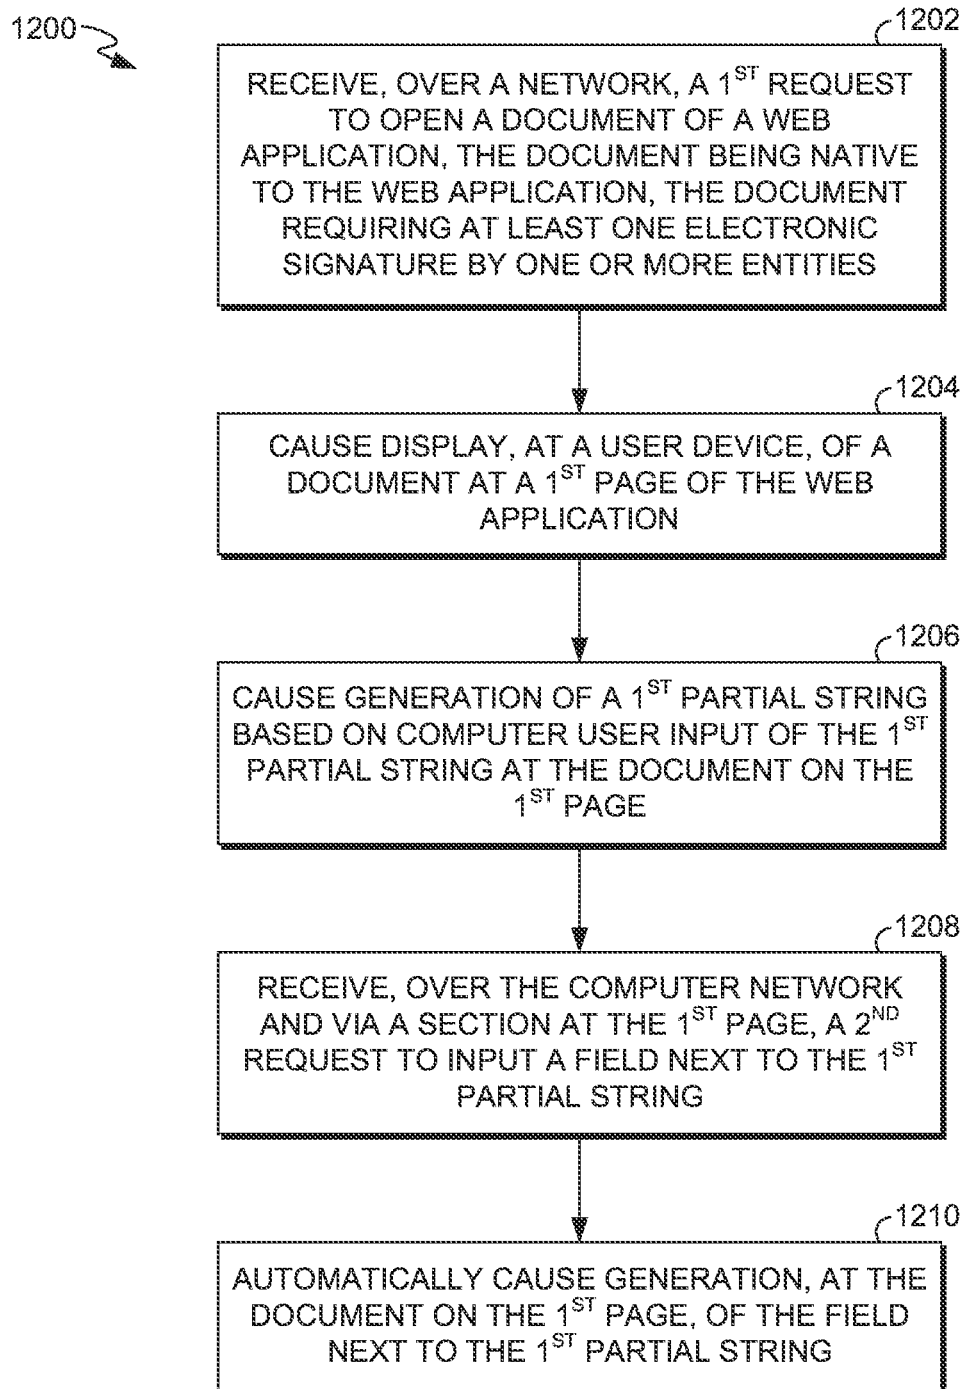 1200
1202
RECEIVE, OVER A NETWORK, A 1ST REQUEST
TO OPEN A DOCUMENT OF A WEB
APPLICATION, THE DOCUMENT BEING NATIVE
TO THE WEB APPLICATION, THE DOCUMENT
REQUIRING AT LEAST ONE ELECTRONIC
SIGNATURE BY ONE OR MORE ENTITIES
1204
CAUSE DISPLAY, AT A USER DEVICE, OF A
DOCUMENT AT A 1ST PAGE OF THE WEB
APPLICATION
1206
CAUSE GENERATION OF A 1ST PARTIAL STRING
BASED ON COMPUTER USER INPUT OF THE 1ST
PARTIAL STRING AT THE DOCUMENT ON THE
1ST PAGE
1208
RECEIVE, OVER THE COMPUTER NETWORK
AND VIA A SECTION AT THE 1ST PAGE, A 2ND
REQUEST TO INPUT A FIELD NEXT TO THE 1ST
PARTIAL STRING
1210
AUTOMATICALLY CAUSE GENERATION, AT THE
DOCUMENT ON THE 1ST PAGE, OF THE FIELD
NEXT TO THE 1ST PARTIAL STRING